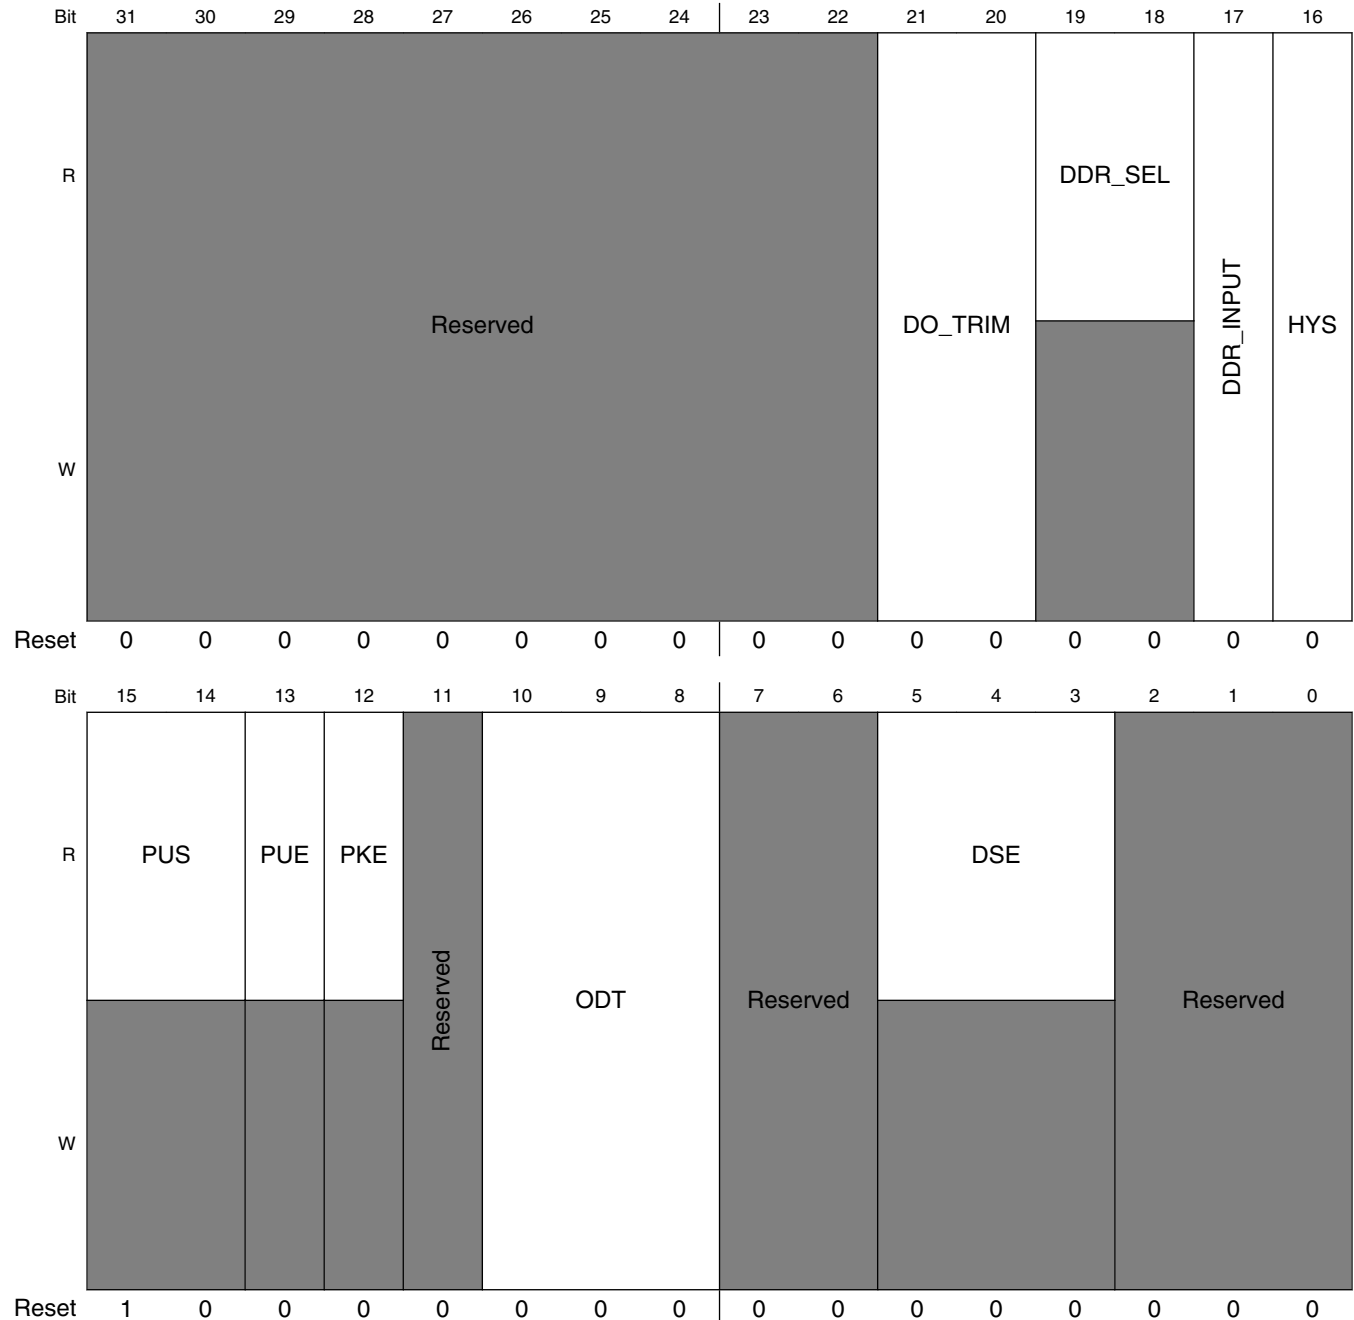 Bit 31 30 29 28 27 26 25 24 23 22 21 20 19 18 17 16
R DDR_SEL
Reserved DO_TRIM DDR_INPUT HYS
W
Reset 0 0 0 0 0 0 0 0 0 0 0 0 0 0 0 0
Bit 15 14 13 12 11 10 9 8 7 6 5 4 3 2 1 0
R PUS PUE PKE DSE
Reserved ODT Reserved Reserved
W
Reset 1 0 0 0 0 0 0 0 0 0 0 0 0 0 0 0